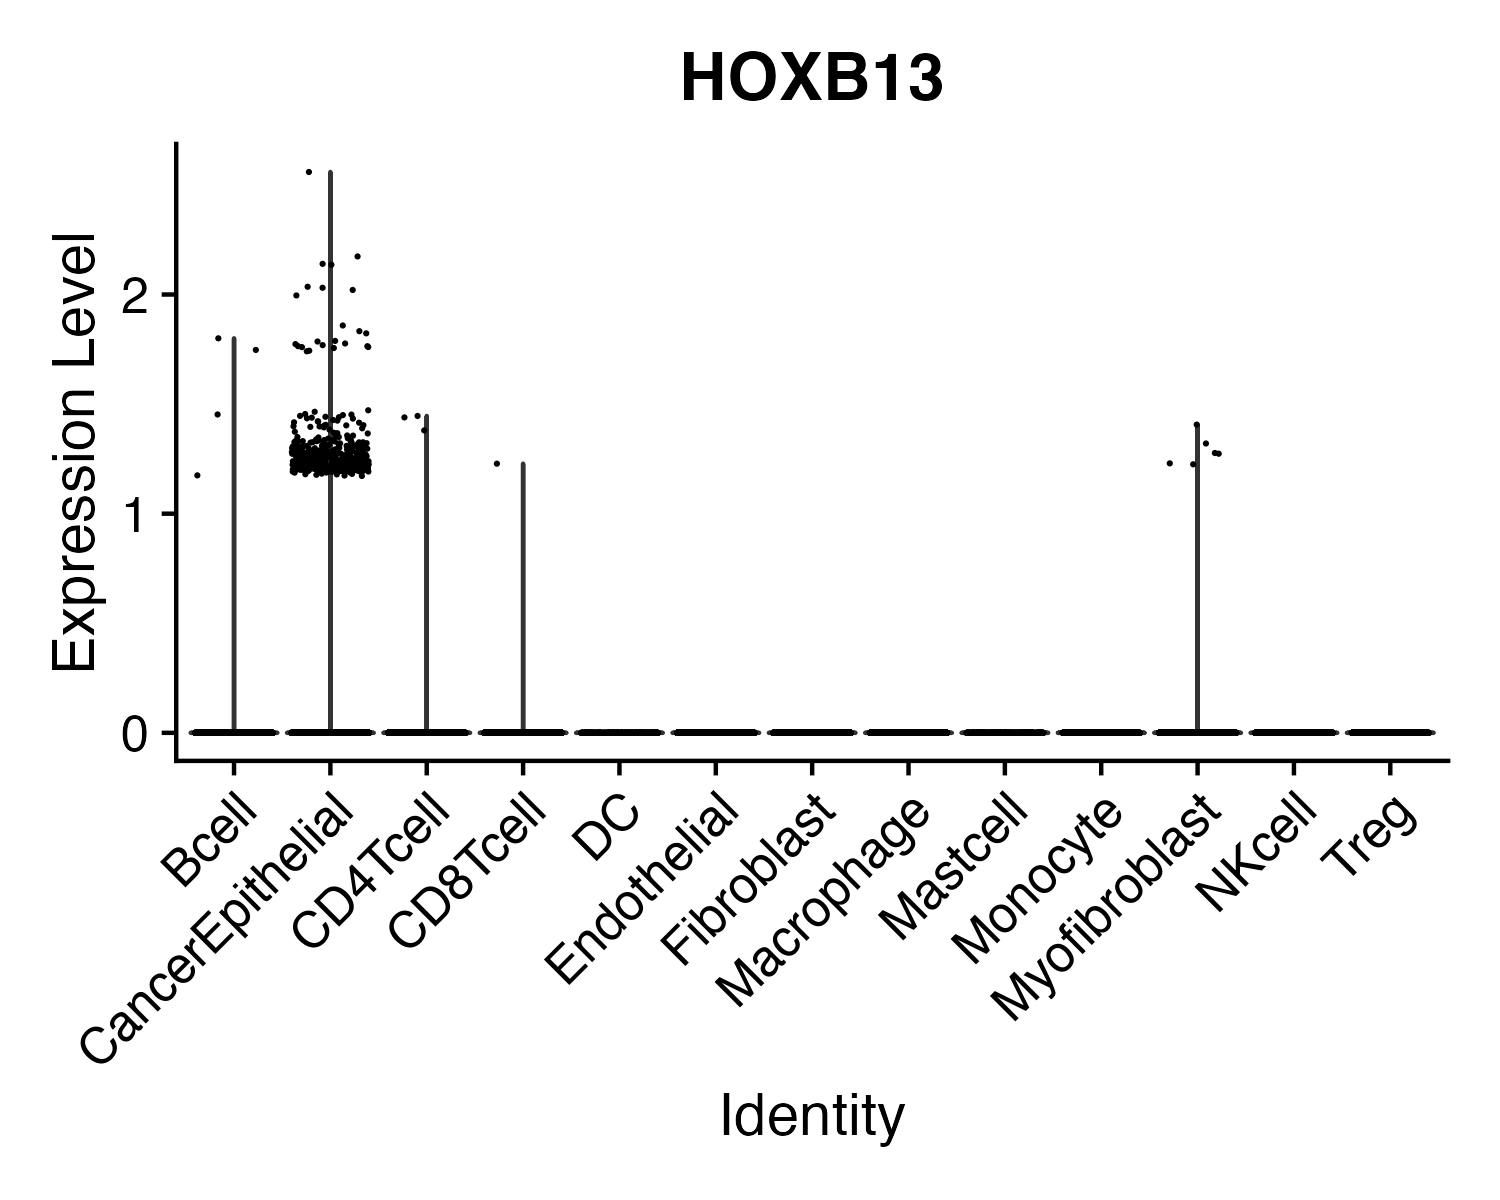 HOXB13
Expression Level
2
1
0
Bcell
CancerEpithelial
CD4Tcell
CD8Tcell
DC
Endothelial
Fibroblast
Macrophage
Mastcell
Monocyte
Myofibroblast
NKcell
Treg
Identity